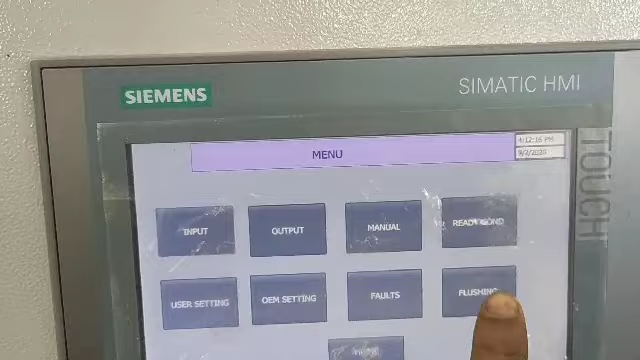 SIEMENS
SIMATIC HMI
TOUCH
MENU
4:12:16 PM
9/2/2020
INPUT
OUTPUT
MANUAL
READY COND
USER SETTING
OEM SETTING
FAULTS
FLUSHING